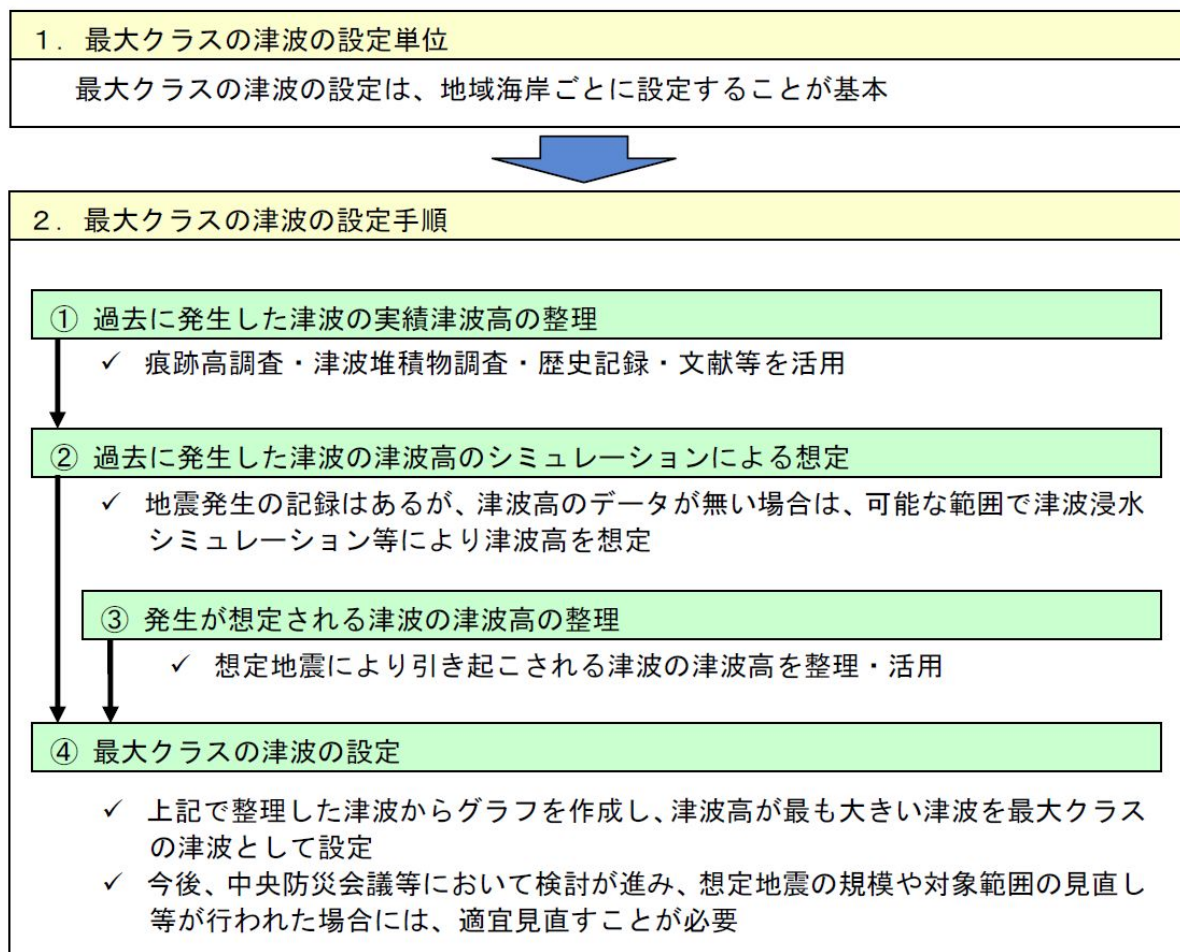 １．最大クラスの津波の設定単位
最大クラスの津波の設定は、地域海岸ごとに設定することが基本
２．最大クラスの津波の設定手順
① 過去に発生した津波の実績津波高の整理
✓ 痕跡高調査・津波堆積物調査・歴史記録・文献等を活用
② 過去に発生した津波の津波高のシミュレーションによる想定
✓ 地震発生の記録はあるが、津波高のデータが無い場合は、可能な範囲で津波浸水
シミュレーション等により津波高を想定
③ 発生が想定される津波の津波高の整理
✓ 想定地震により引き起こされる津波の津波高を整理・活用
④ 最大クラスの津波の設定
✓ 上記で整理した津波からグラフを作成し、津波高が最も大きい津波を最大クラス
の津波として設定
✓ 今後、中央防災会議等において検討が進み、想定地震の規模や対象範囲の見直し
等が行われた場合には、適宜見直すことが必要